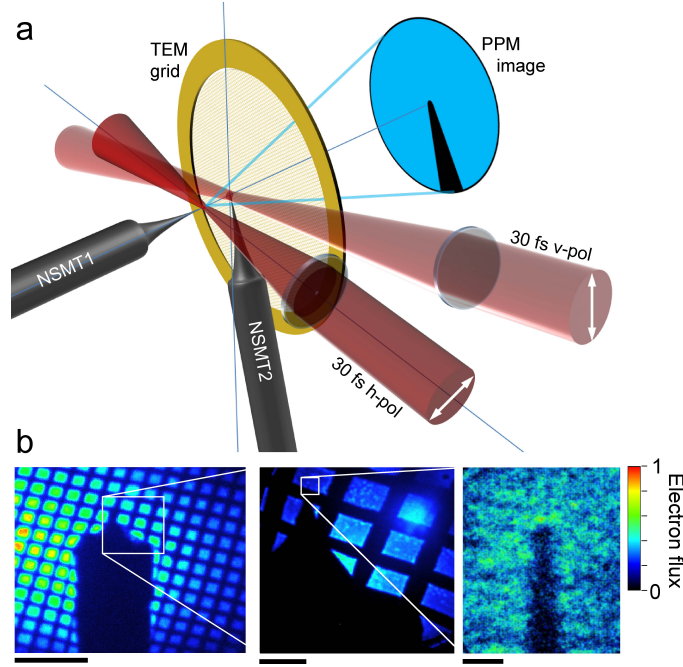 a
TEM
grid
PPM
image
NSMT1
NSMT2
30 fs v-pol
30 fs h-pol
b
1
0
Electron flux